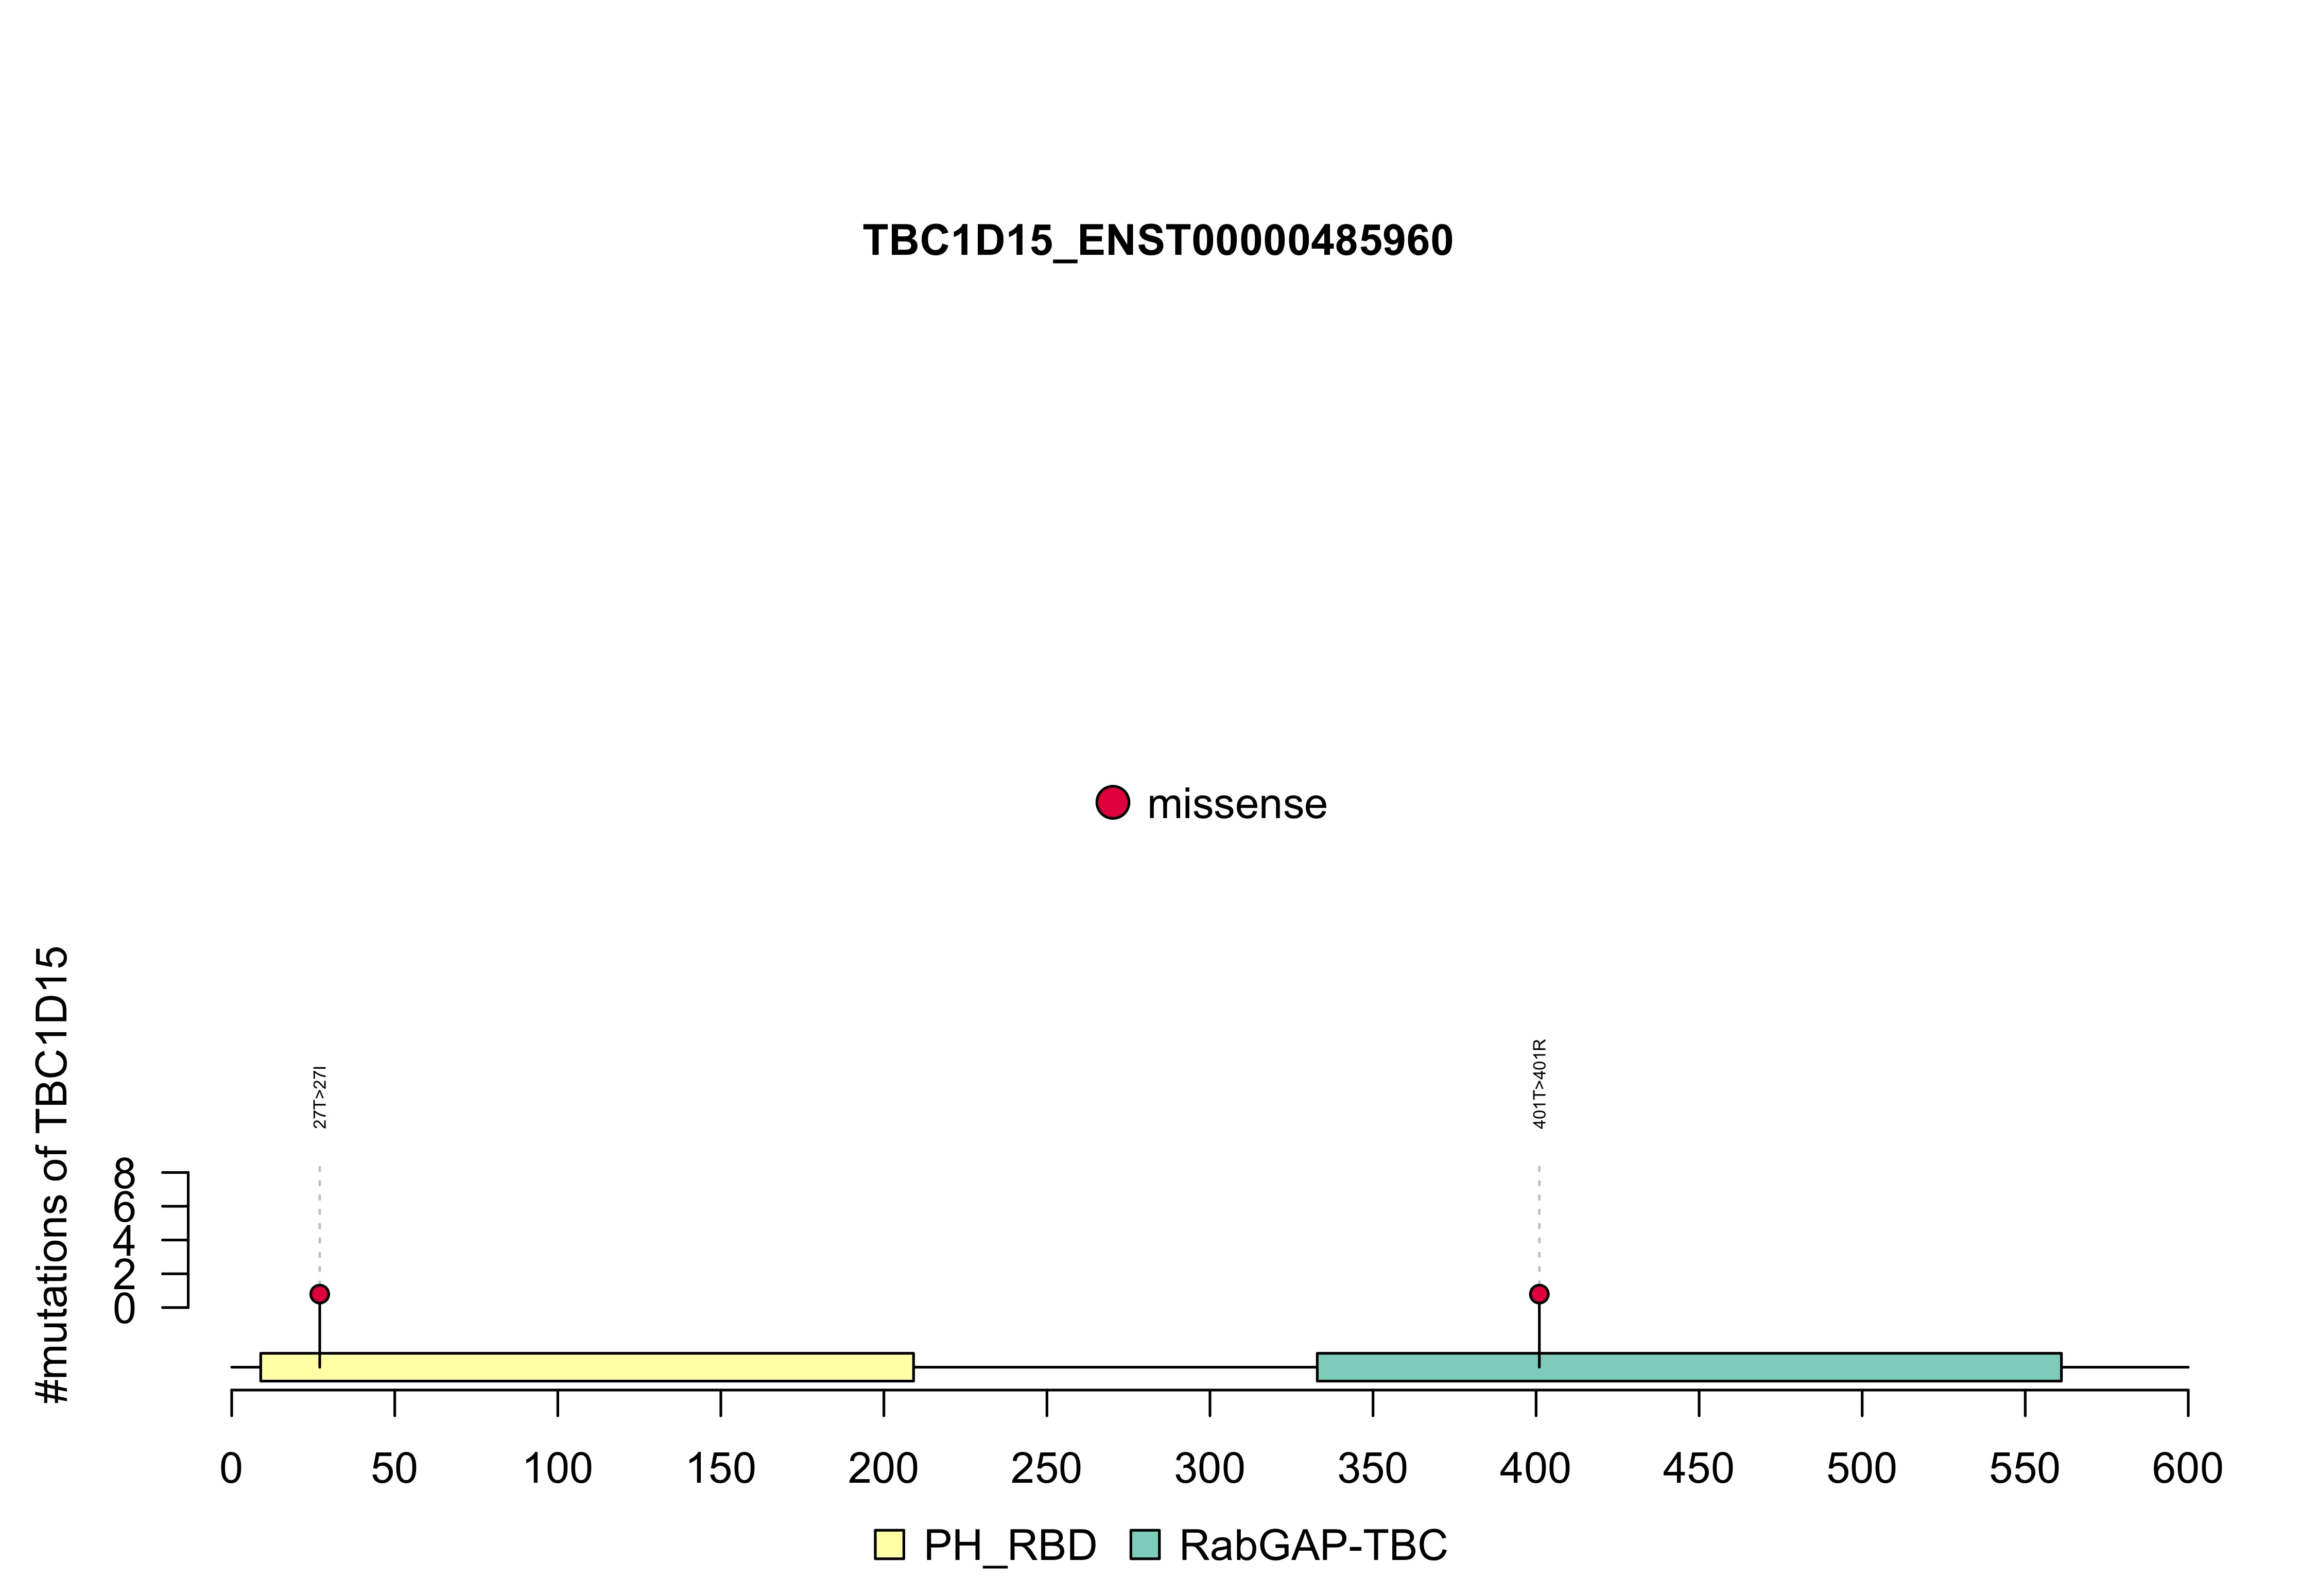 TBC1D15_ENST00000485960
missense
#mutations of TBC1D15
27T>27I
401T>401R
8
6
4
2
0
0 50 100 150 200 250 300 350 400 450 500 550 600
PH_RBD RabGAP-TBC